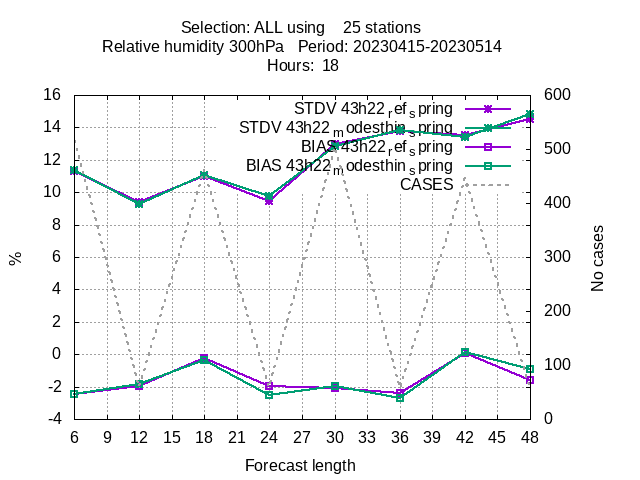 Selection: ALL using    25 stations
Relative humidity 300hPa   Period: 20230415-20230514
Hours: 18
STDV 43h22_ref_spring
STDV 43h22_modesthin_spring
BIAS 43h22_ref_spring
BIAS 43h22_modesthin_spring
CASES
%
16
14
12
10
8
6
4
2
0
-2
-4
600
500
400
300
200
100
0
No cases
6 9 12 15 18 21 24 27 30 33 36 39 42 45 48
Forecast length